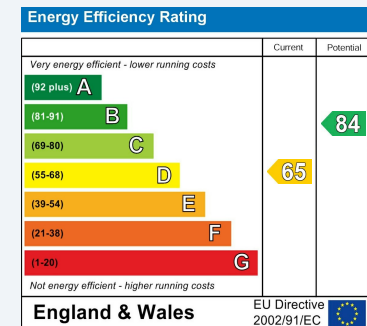 Energy Efficiency Rating
Current Potential
Very energy efficient - lower running costs
(92 plus) A
(81-91) B
84
(69-80) C
(55-68) D
65
(39-54) E
(21-38) F
(1-20) G
Not energy efficient - higher running costs
England & Wales
EU Directive
2002/91/EC